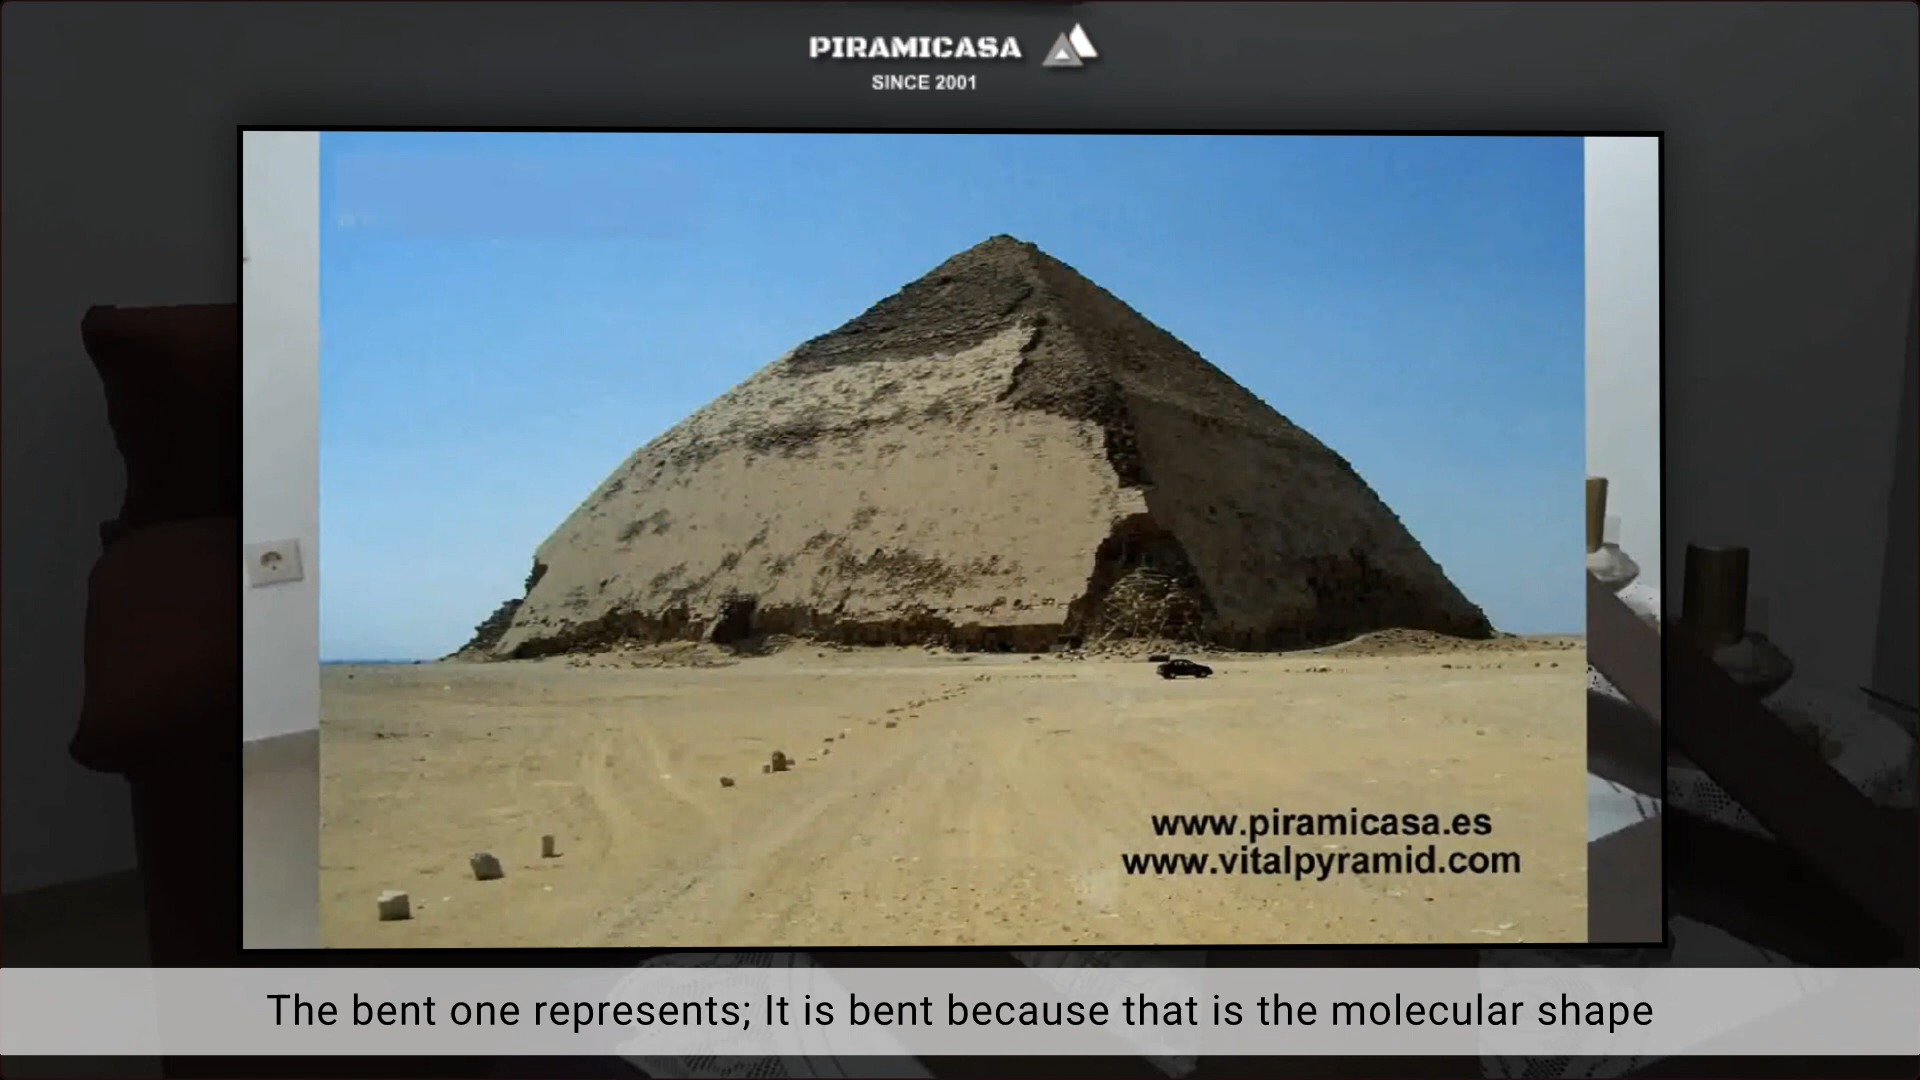 PIRAMICASA
SINCE 2001
www.piramicasa.es
www.vitalpyramid.com
The bent one represents; It is bent because that is the molecular shape